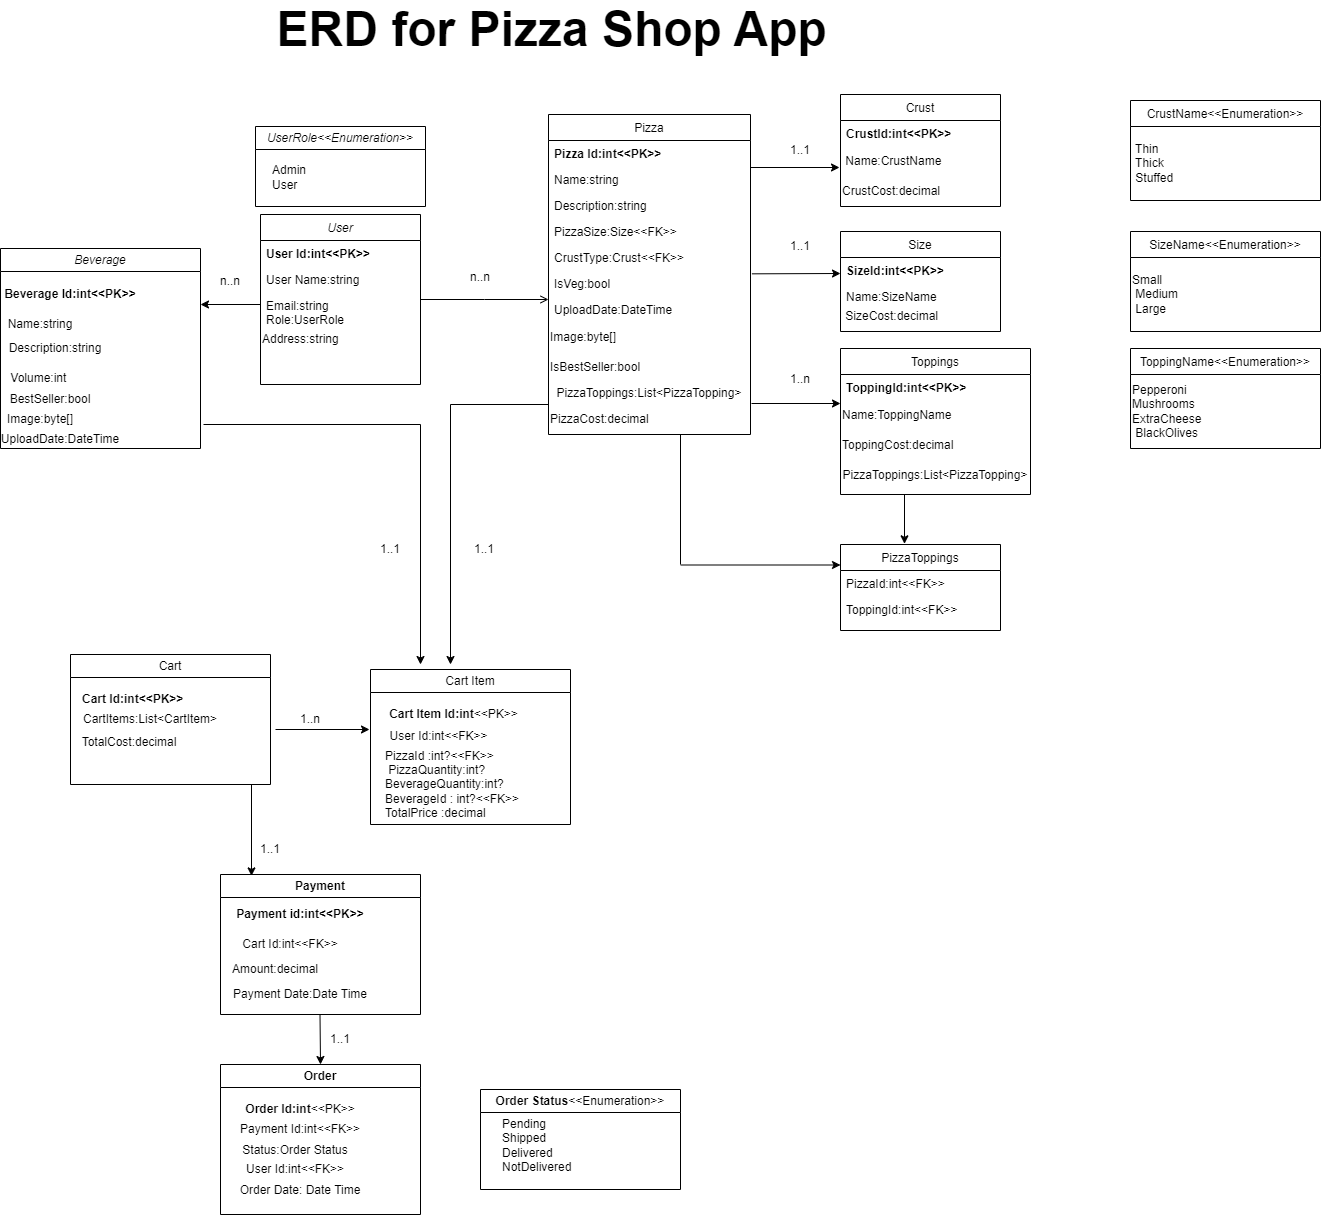 ERD for Pizza Shop App
UserRole<<Enumeration>>
Admin
User
User
User Id:int<<PK>>
User Name:string
Email:string
Role:UserRole
Address:string
Beverage
Beverage Id:int<<PK>>
Name:string
Description:string
Volume:int
BestSeller:bool
Image:byte[]
UploadDate:DateTime
n..n
n..n
Pizza
Pizza Id:int<<PK>>
Name:string
Description:string
PizzaSize:Size<<FK>>
CrustType:Crust<<FK>>
IsVeg:bool
UploadDate:DateTime
Image:byte[]
IsBestSeller:bool
PizzaToppings:List<PizzaTopping>
PizzaCost:decimal
1..1
1..1
1..n
Crust
CrustId:int<<PK>>
Name:CrustName
CrustCost:decimal
Size
SizeId:int<<PK>>
Name:SizeName
SizeCost:decimal
Toppings
ToppingId:int<<PK>>
Name:ToppingName
ToppingCost:decimal
PizzaToppings:List<PizzaTopping>
PizzaToppings
PizzaId:int<<FK>>
ToppingId:int<<FK>>
CrustName<<Enumeration>>
Thin
Thick
Stuffed
SizeName<<Enumeration>>
Small
Medium
Large
ToppingName<<Enumeration>>
Pepperoni
Mushrooms
ExtraCheese
BlackOlives
1..1
1..1
Cart
Cart Id:int<<PK>>
CartItems:List<CartItem>
TotalCost:decimal
1..n
Cart Item
Cart Item Id:int<<PK>>
User Id:int<<FK>>
PizzaId :int?<<FK>>
PizzaQuantity:int?
BeverageQuantity:int?
BeverageId : int?<<FK>>
TotalPrice :decimal
1..1
Payment
Payment id:int<<PK>>
Cart Id:int<<FK>>
Amount:decimal
Payment Date:Date Time
1..1
Order
Order Id:int<<PK>>
Payment Id:int<<FK>>
Status:Order Status
User Id:int<<FK>>
Order Date: Date Time
Order Status<<Enumeration>>
Pending
Shipped
Delivered
NotDelivered